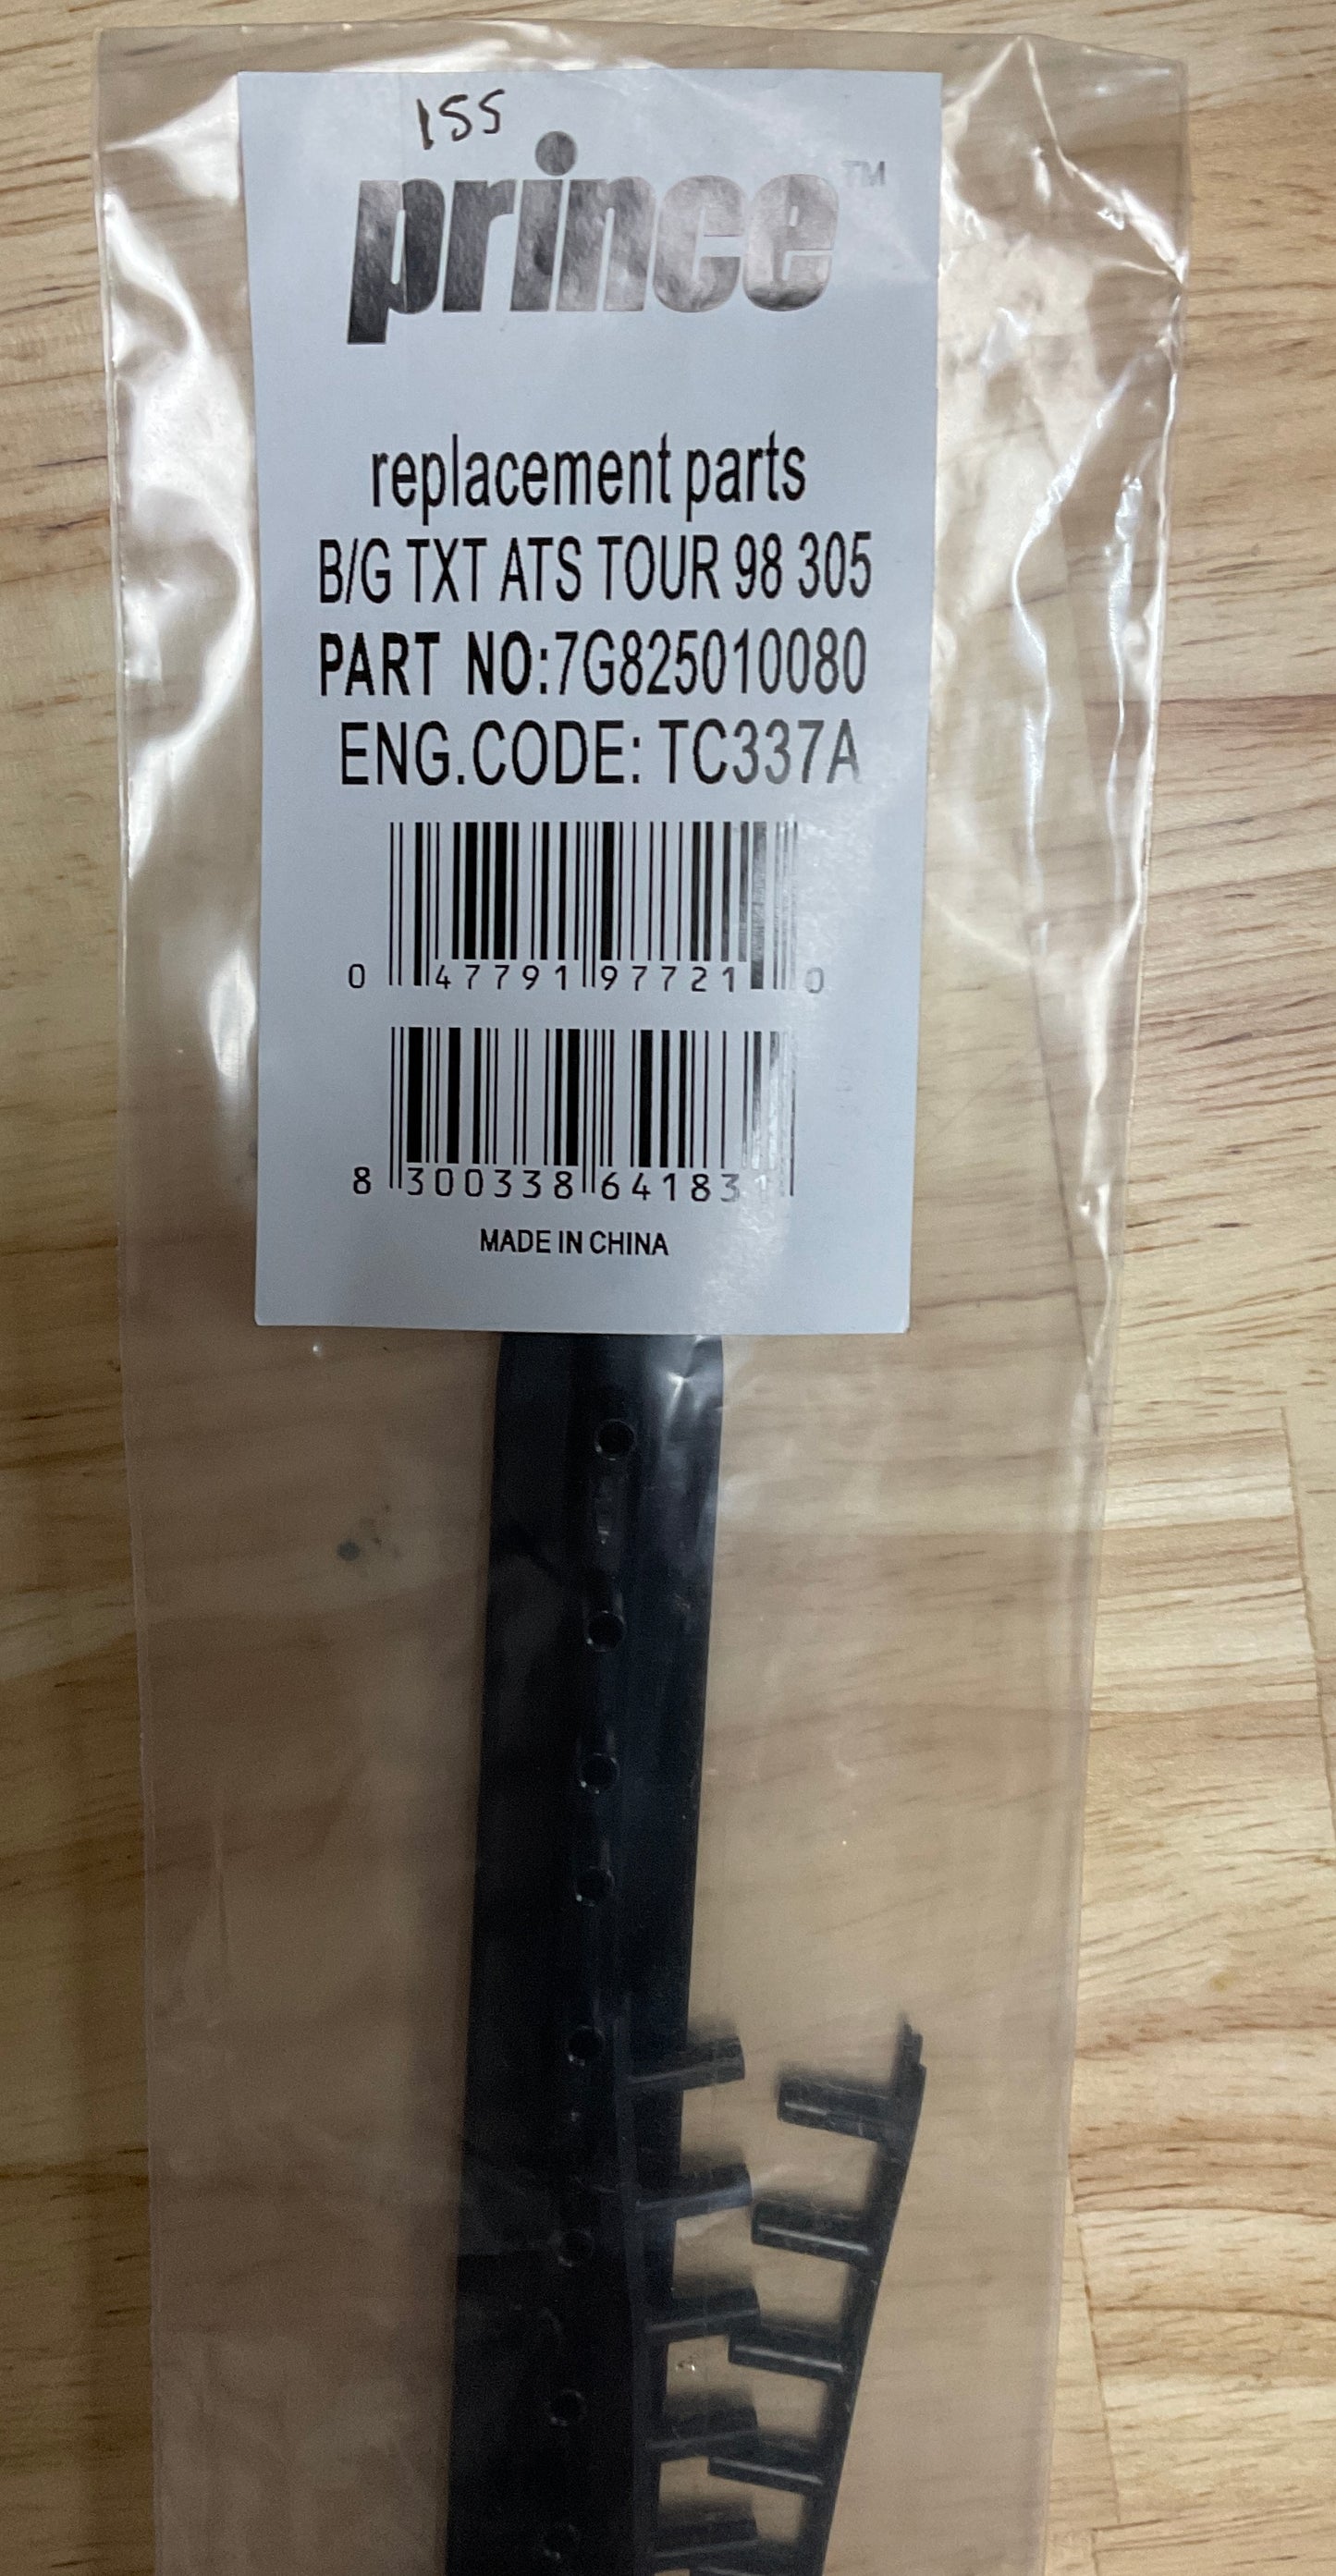 155
prince™
replacement parts
B/G TXT ATS TOUR 98 305
PART NO:7G825010080
ENG.CODE: TC337A
0 47791 97721 0
8 300338 641831
MADE IN CHINA